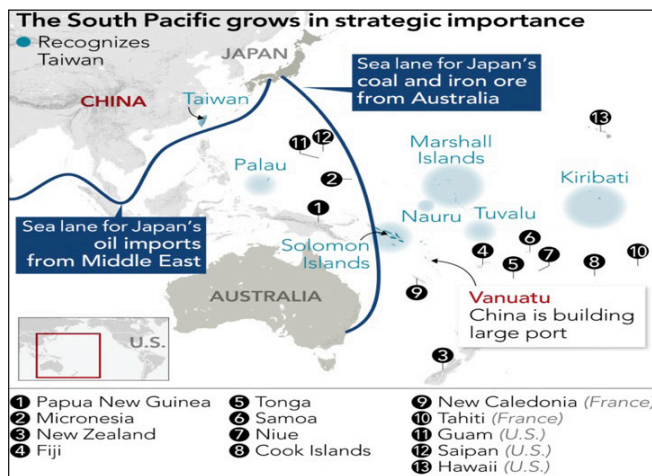 The South Pacific grows in strategic importance
Recognizes
Taiwan
JAPAN
Sea lane for Japan's
coal and iron ore
from Australia
CHINA
Taiwan
13
11
12
Marshall
Islands
Palau
2
Kiribati
1
Nauru
Tuvalu
Sea lane for Japan's
oil imports
from Middle East
Solomon
Islands
4
6
5
7
8
10
AUSTRALIA
9
Vanuatu
China is building
large port
U.S.
3
1 Papua New Guinea
2 Micronesia
3 New Zealand
4 Fiji
5 Tonga
6 Samoa
7 Niue
8 Cook Islands
9 New Caledonia (France)
10 Tahiti (France)
11 Guam (U.S.)
12 Saipan (U.S.)
13 Hawaii (U.S.)